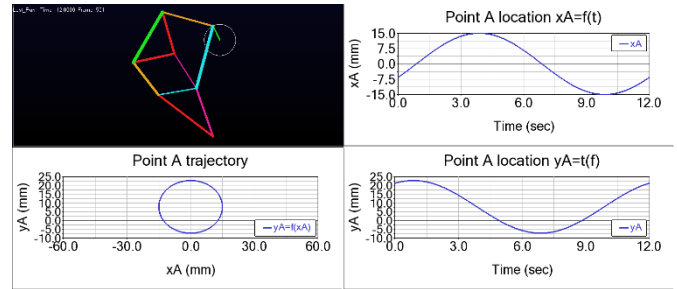 Time 12.0000 Frame 501
Point A location xA=f(t)
xA (mm)
15.0
7.5
0.0
-7.5
-15.0
xA
0.0
3.0
6.0
9.0
12.0
Time (sec)
Point A trajectory
yA (mm)
25.0
20.0
15.0
10.0
5.0
0.0
-5.0
-10.0
yA=f(xA)
-60.0
-30.0
0.0
30.0
60.0
xA (mm)
Point A location yA=t(f)
yA (mm)
25.0
20.0
15.0
10.0
5.0
0.0
-5.0
-10.0
yA
0.0
3.0
6.0
9.0
12.0
Time (sec)